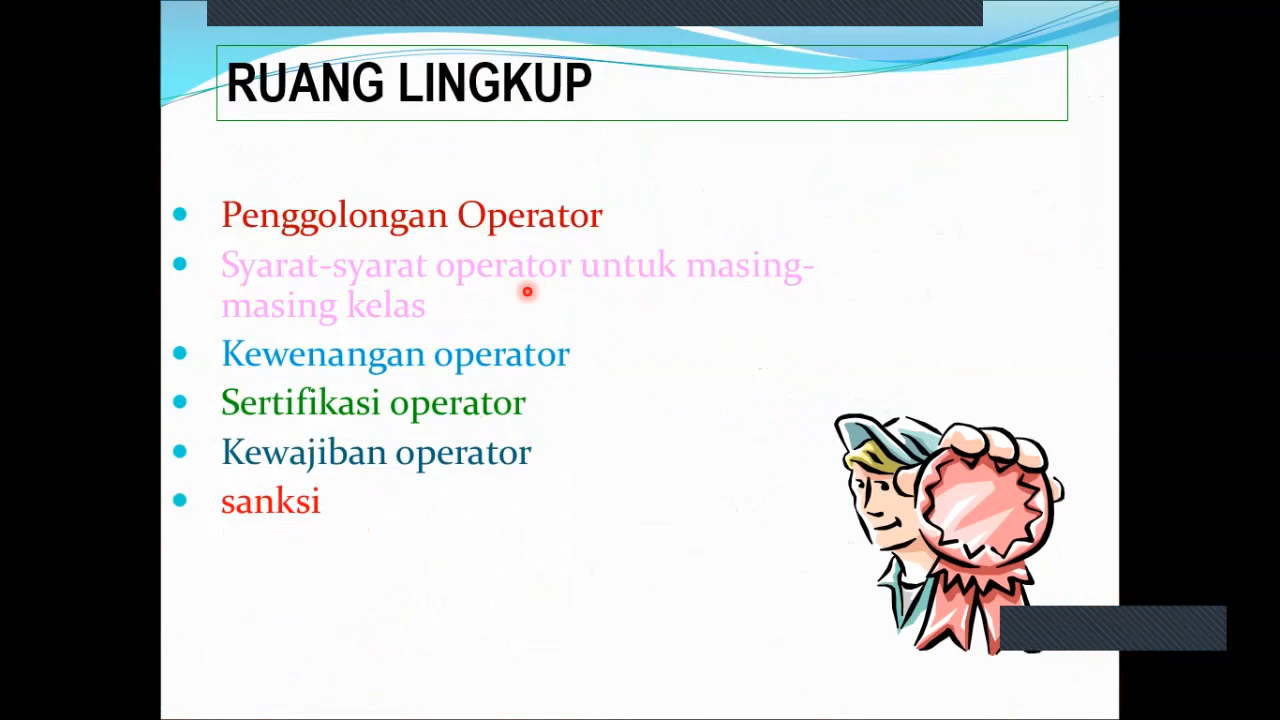 RUANG LINGKUP
Penggolongan Operator
Syarat-syarat operator untuk masing-
masing kelas
Kewenangan operator
Sertifikasi operator
Kewajiban operator
sanksi